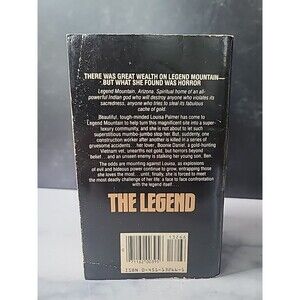 THERE WAS GREAT WEALTH ON LEGEND MOUNTAIN—
BUT WHAT SHE FOUND WAS HORROR
Legend Mountain, Arizona. Spiritual home of an all-
powerful Indian god who will destroy anyone who violates its
sacredness, anyone who tries to steal its fabulous
cache of gold.
Beautiful, tough-minded Louisa Palmer has come to
Legend Mountain to help turn this magnificent site into a super-
luxury community, and she is not about to let such
superstitious mumbo-jumbo stop her. But, suddenly, one
construction worker after another is killed in a series of
gruesome accidents...her lover, Boonie Daniel, a gold-hunting
Vietnam vet, unearths not gold, but horrors beyond
belief...and an unseen enemy is stalking her young son, Ben.
The odds are mounting against Louisa, as explosions
of evil and hideous power continue to grow, entrapping those
she loves the most...until, finally, she is forced to meet
the most deadly challenge of her life: a face to face confrontation
with the legend itself...
THE LEGEND
ISBN 0-451-13266-1